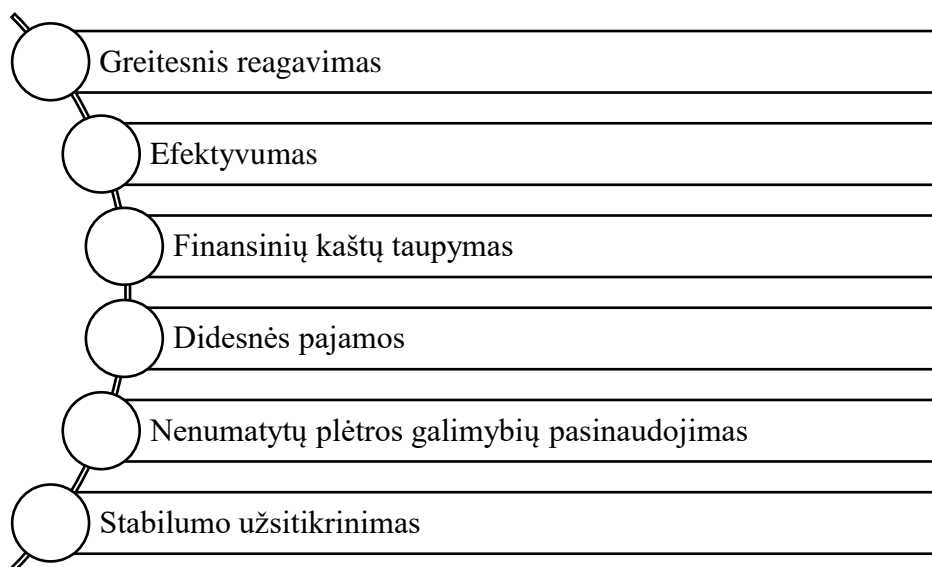 Greitesnis reagavimas
Efektyvumas
Finansinių kaštų taupymas
Didesnės pajamos
Nenumatytų plėtros galimybių pasinaudojimas
Stabilumo užsitikrinimas